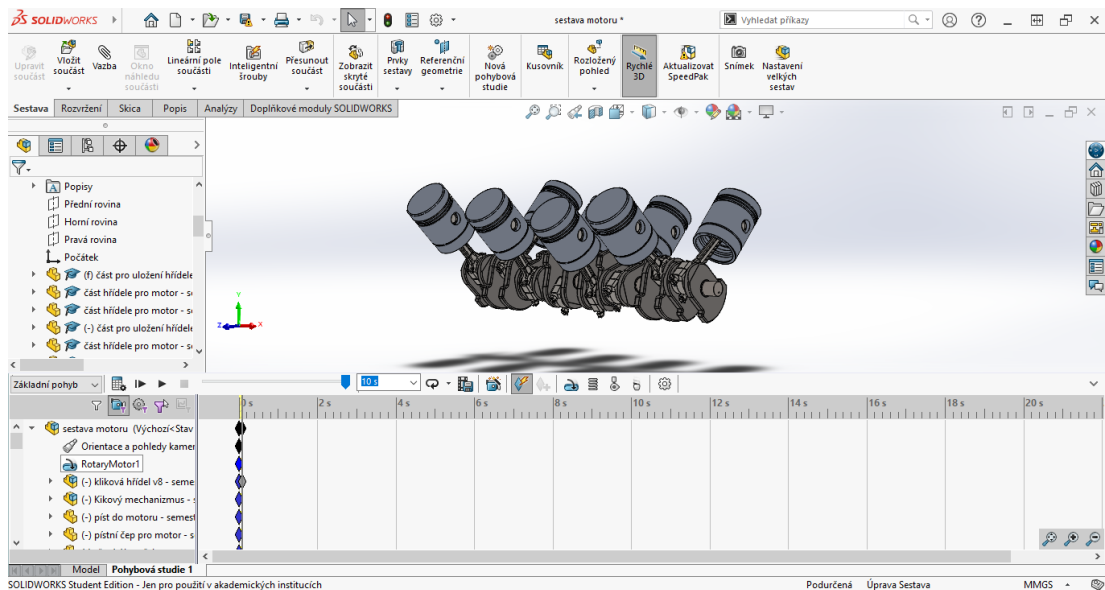 SOLIDWORKS
sestava motoru *
Vyhledat příkazy
Upravit součást
Vložit součást
Vazba
Okno náhledu součásti
Lineární pole součásti
Inteligentní šrouby
Přesunout součást
Zobrazit skryté součásti
Prvky sestavy
Referenční geometrie
Nová pohybová studie
Kusovník
Rozložený pohled
Rychlé 3D
Aktualizovat SpeedPak
Snímek
Nastavení velkých sestav
Sestava Rozvržení Skica Popis Analýzy Doplňkové moduly SOLIDWORKS
Popisy
Přední rovina
Horní rovina
Pravá rovina
Počátek
(f) část pro uložení hřídele
část hřídele pro motor - s
část hřídele pro motor - s
(-) část pro uložení hřídele
část hřídele pro motor - s
Y
Z X
Základní pohyb
10 s
0 s 2 s 4 s 6 s 8 s 10 s 12 s 14 s 16 s 18 s 20 s
sestava motoru (Výchozí<Stav
Orientace a pohledy kamer
RotaryMotor1
(-) kliková hřídel v8 - seme
(-) Kikový mechanizmus - s
(-) píst do motoru - semest
(-) pístní čep pro motor - s
Model Pohybová studie 1
SOLIDWORKS Student Edition - Jen pro použití v akademických institucích
Podurčená Úprava Sestava MMGS